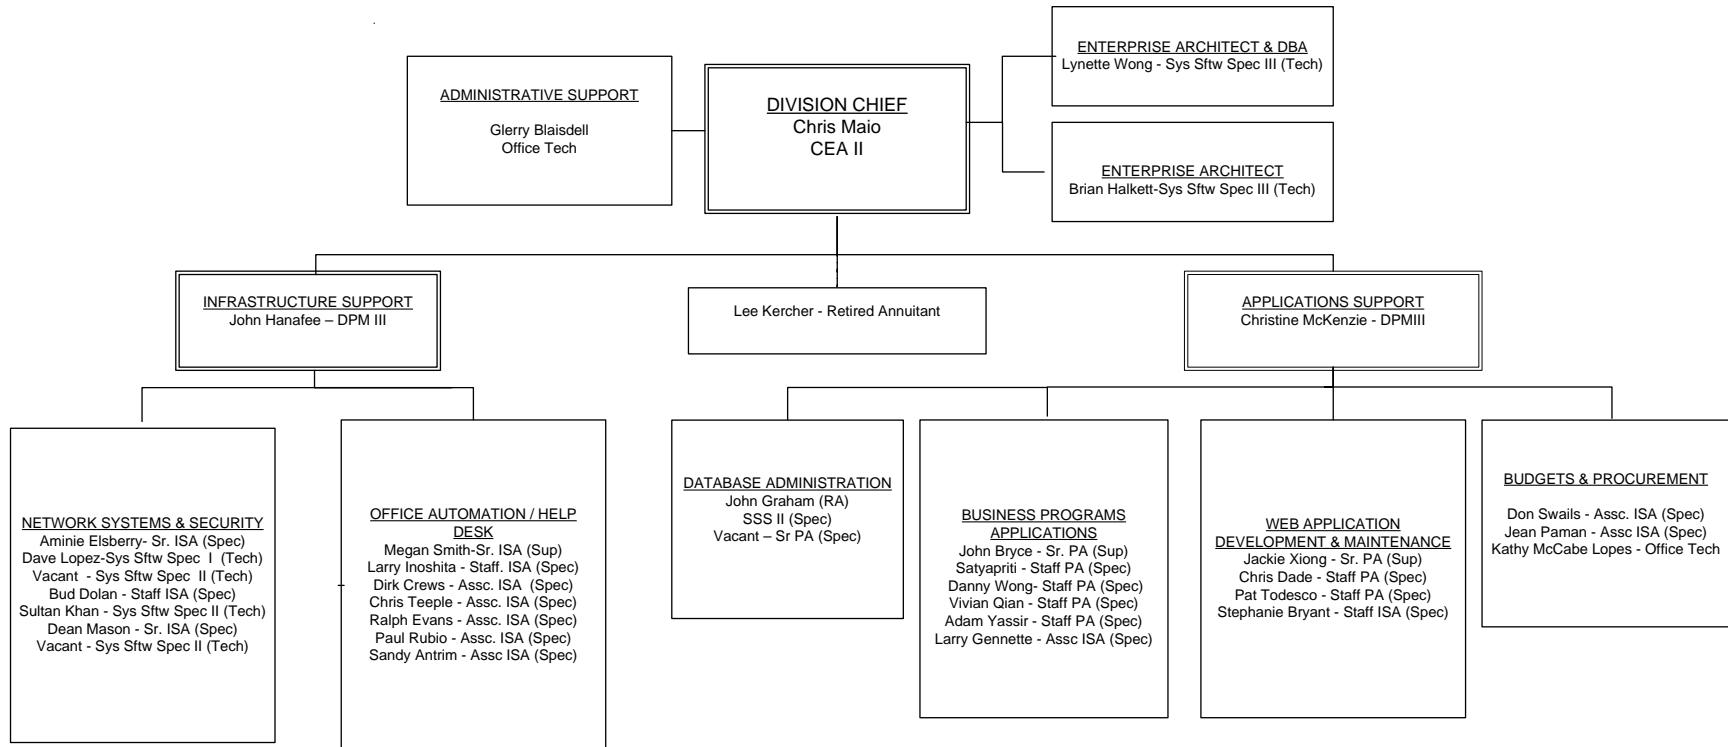 ADMINISTRATIVE SUPPORT
Glerry Blaisdell
Office Tech
DIVISION CHIEF
Chris Maio
CEA II
ENTERPRISE ARCHITECT & DBA
Lynette Wong - Sys Sftw Spec III (Tech)
ENTERPRISE ARCHITECT
Brian Halkett-Sys Sftw Spec III (Tech)
INFRASTRUCTURE SUPPORT
John Hanafee – DPM III
Lee Kercher - Retired Annuitant
APPLICATIONS SUPPORT
Christine McKenzie - DPMIII
NETWORK SYSTEMS & SECURITY
Aminie Elsberry- Sr. ISA (Spec)
Dave Lopez-Sys Sftw Spec I (Tech)
Vacant - Sys Sftw Spec II (Tech)
Bud Dolan - Staff ISA (Spec)
Sultan Khan - Sys Sftw Spec II (Tech)
Dean Mason - Sr. ISA (Spec)
Vacant - Sys Sftw Spec II (Tech)
OFFICE AUTOMATION / HELP
DESK
Megan Smith-Sr. ISA (Sup)
Larry Inoshita - Staff. ISA (Spec)
Dirk Crews - Assc. ISA (Spec)
Chris Teeple - Assc. ISA (Spec)
Ralph Evans - Assc. ISA (Spec)
Paul Rubio - Assc. ISA (Spec)
Sandy Antrim - Assc ISA (Spec)
DATABASE ADMINISTRATION
John Graham (RA)
SSS II (Spec)
Vacant – Sr PA (Spec)
BUSINESS PROGRAMS
APPLICATIONS
John Bryce - Sr. PA (Sup)
Satyapriti - Staff PA (Spec)
Danny Wong- Staff PA (Spec)
Vivian Qian - Staff PA (Spec)
Adam Yassir - Staff PA (Spec)
Larry Gennette - Assc ISA (Spec)
WEB APPLICATION
DEVELOPMENT & MAINTENANCE
Jackie Xiong - Sr. PA (Sup)
Chris Dade - Staff PA (Spec)
Pat Todesco - Staff PA (Spec)
Stephanie Bryant - Staff ISA (Spec)
BUDGETS & PROCUREMENT
Don Swails - Assc. ISA (Spec)
Jean Paman - Assc ISA (Spec)
Kathy McCabe Lopes - Office Tech